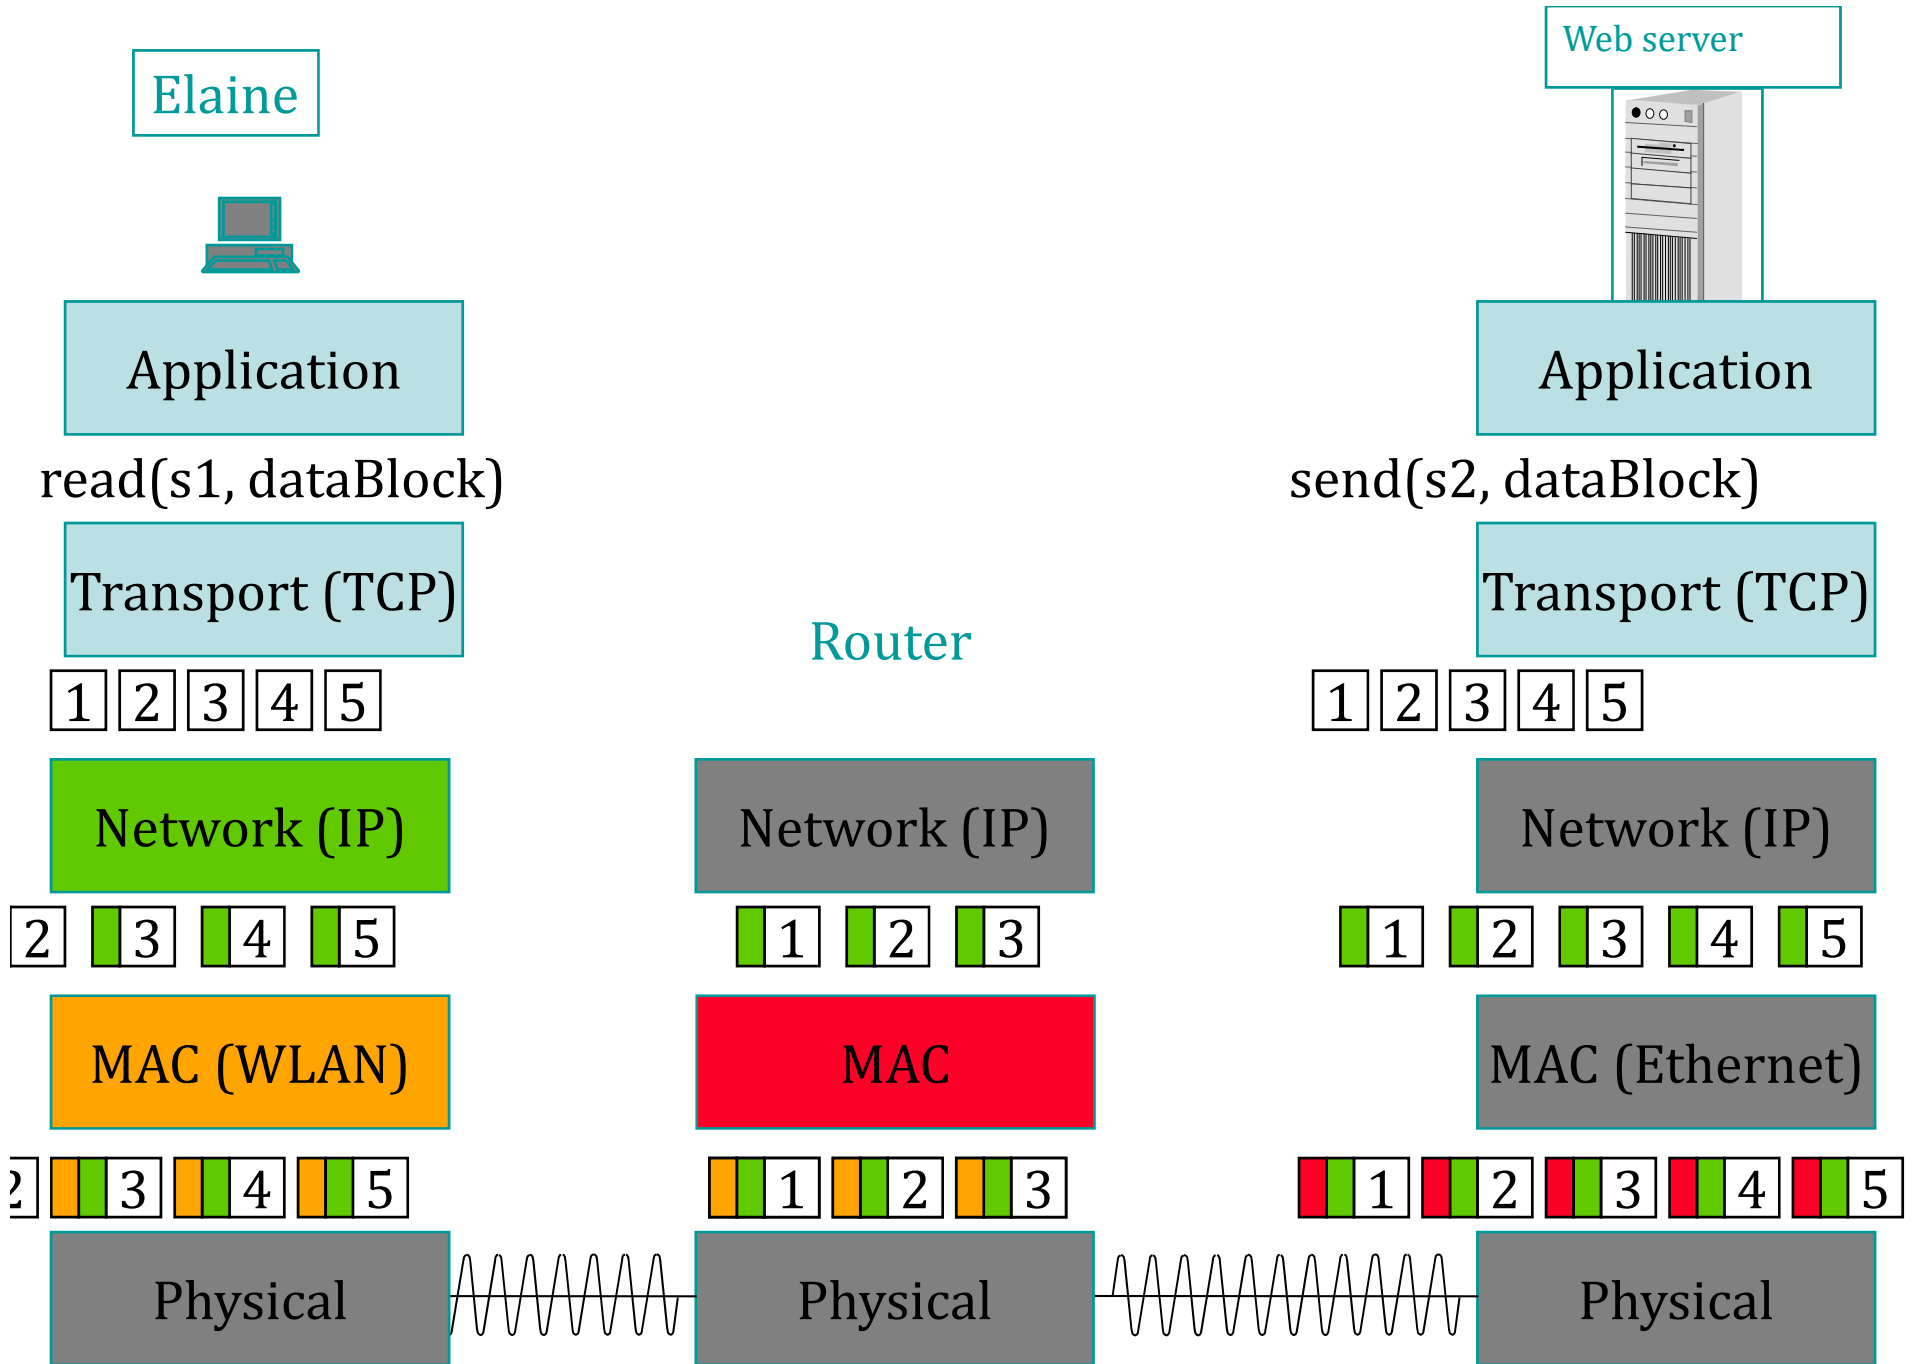 Web server
Elaine
Application
Application
read(s1, dataBlock)
send(s2, dataBlock)
Transport (TCP)
Transport (TCP)
Router
1 2 3 4 5
1 2 3 4 5
Network (IP)
Network (IP)
Network (IP)
2 3 4 5
1 2 3
1 2 3 4 5
MAC (WLAN)
MAC
MAC (Ethernet)
2 3 4 5
1 2 3
1 2 3 4 5
Physical
Physical
Physical